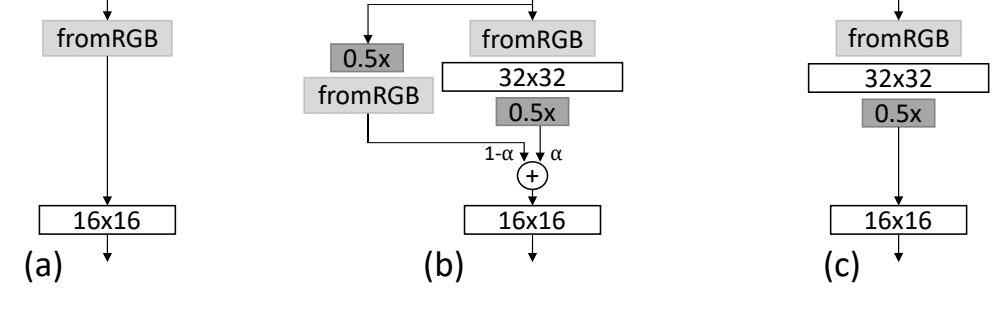 fromRGB
16x16
(a)
0.5x
fromRGB
fromRGB
32x32
0.5x
1-α
α
+
16x16
(b)
fromRGB
32x32
0.5x
16x16
(c)